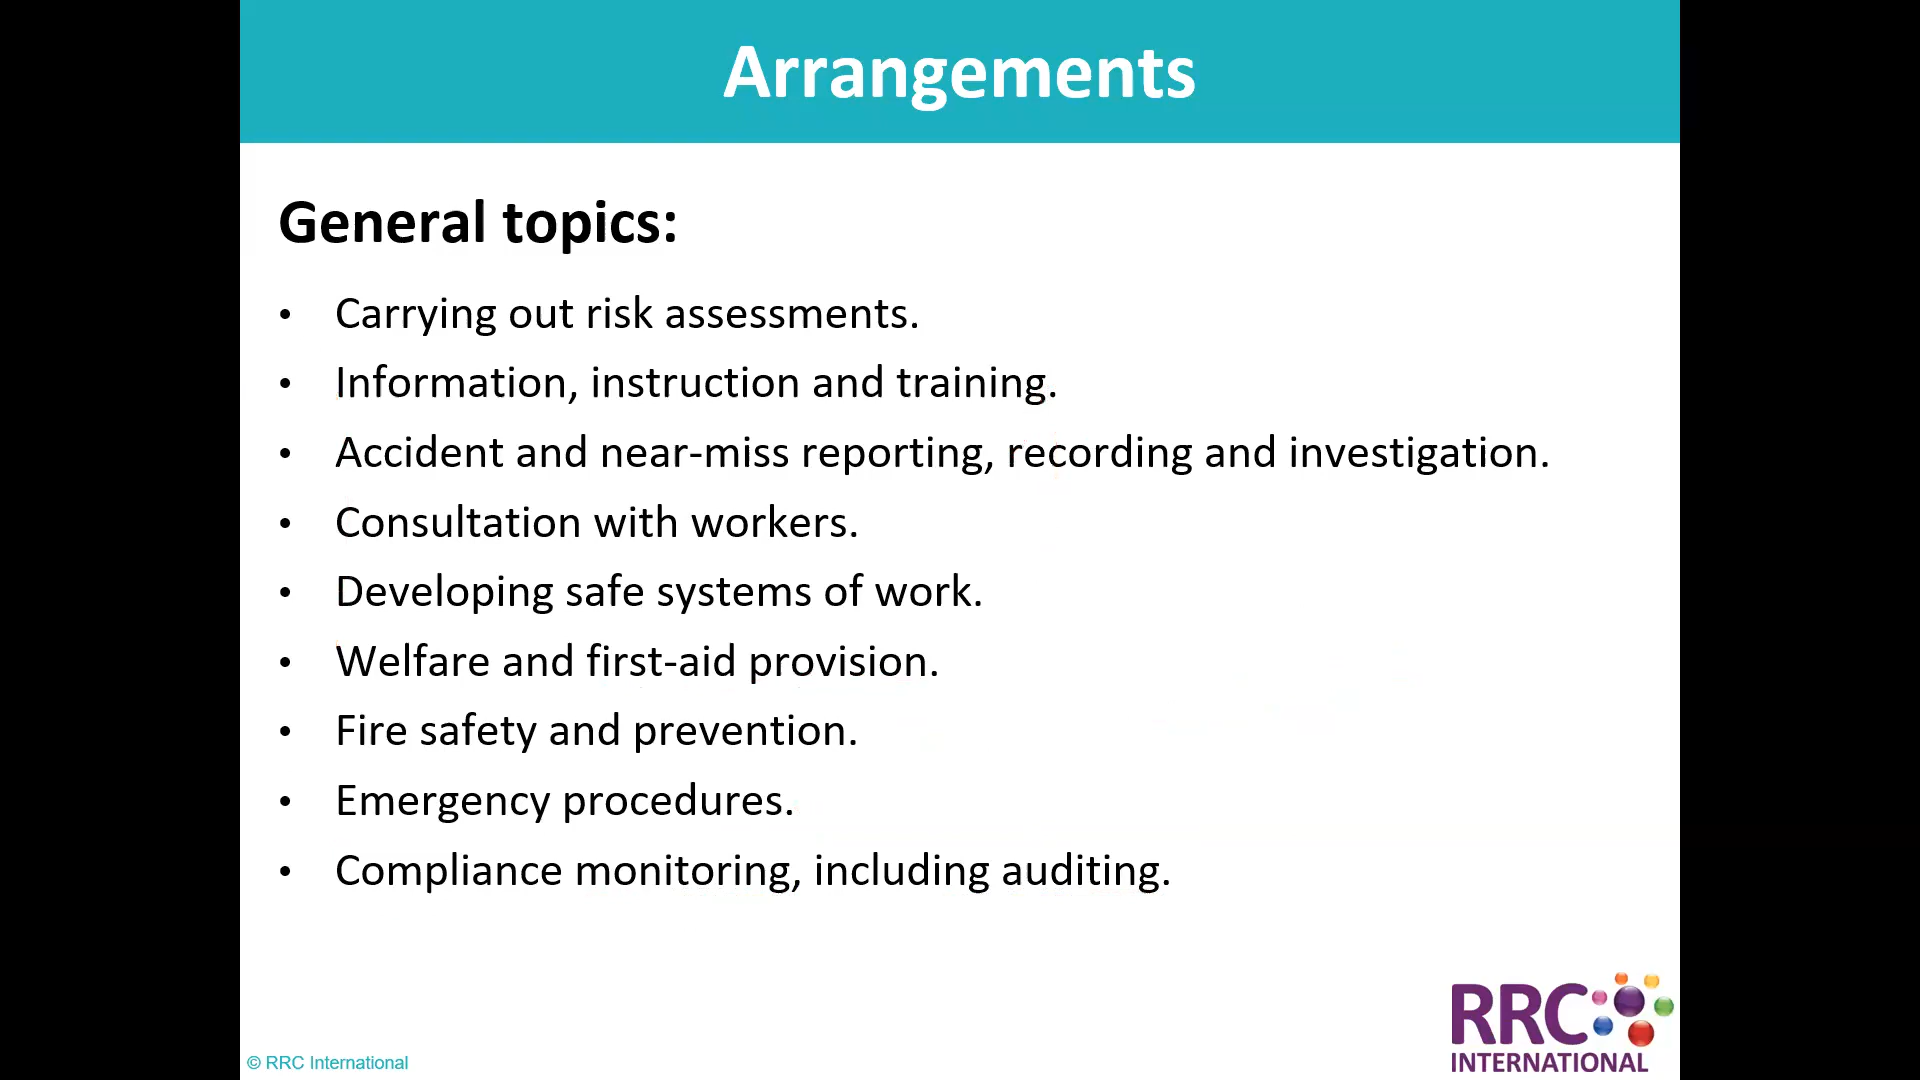 Arrangements
General topics:
• Carrying out risk assessments.
• Information, instruction and training.
• Accident and near-miss reporting, recording and investigation.
• Consultation with workers.
• Developing safe systems of work.
• Welfare and first-aid provision.
• Fire safety and prevention.
• Emergency procedures.
• Compliance monitoring, including auditing.
RRC
INTERNATIONAL
© RRC International